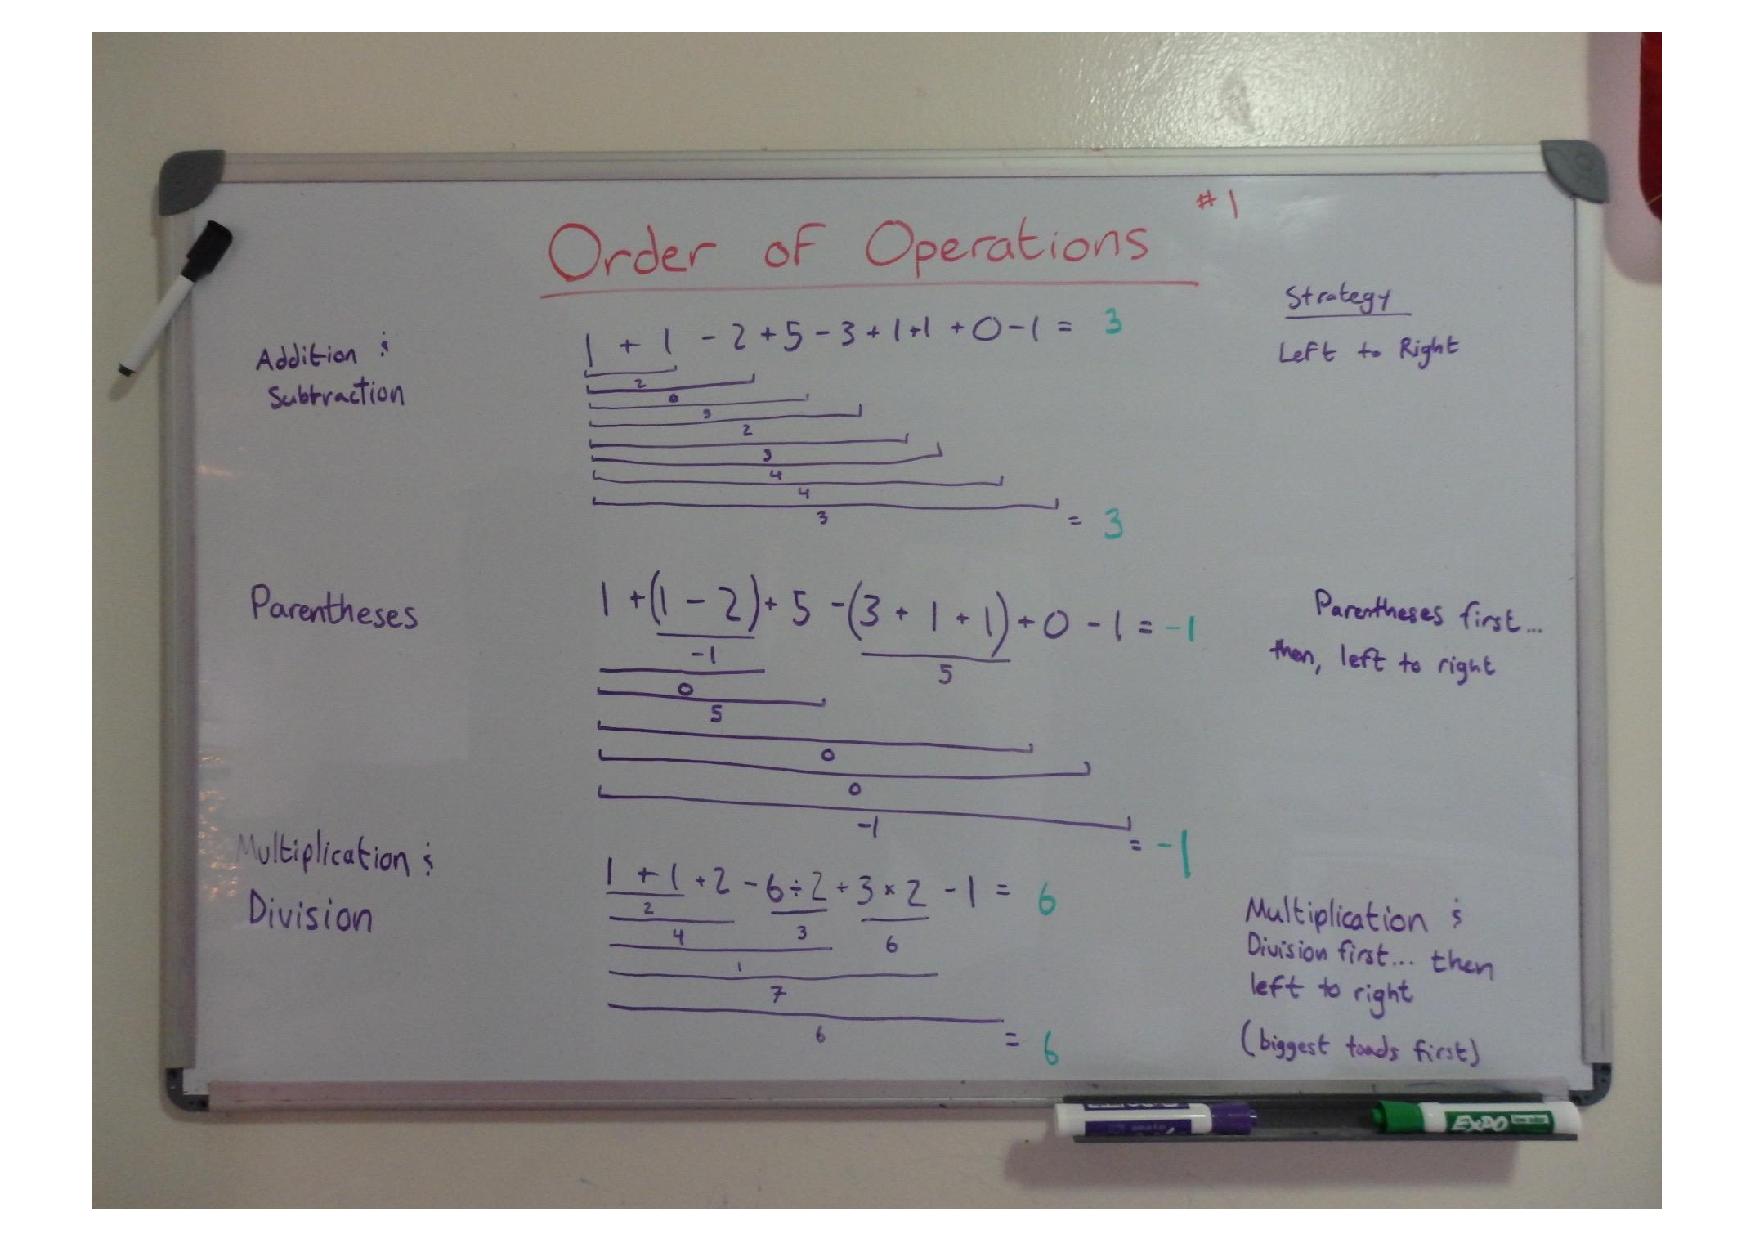 #1
Order of Operations
Strategy
Addition &
Subtraction
1 + 1 - 2 + 5 - 3 + 1 + 1 + 0 - 1 = 3
Left to Right
2
0
5
2
3
4
4
3
= 3
Parentheses
1 + (1 - 2) + 5 - (3 + 1 + 1) + 0 - 1 = -1
Parentheses first...
then, left to right
-1
5
0
5
0
0
-1
= -1
Multiplication &
Division
1 + 1 + 2 - 6 ÷ 2 + 3 × 2 - 1 = 6
2
4
3
6
1
7
6
= 6
Multiplication &
Division first... then
left to right
(biggest toads first)
EXPO